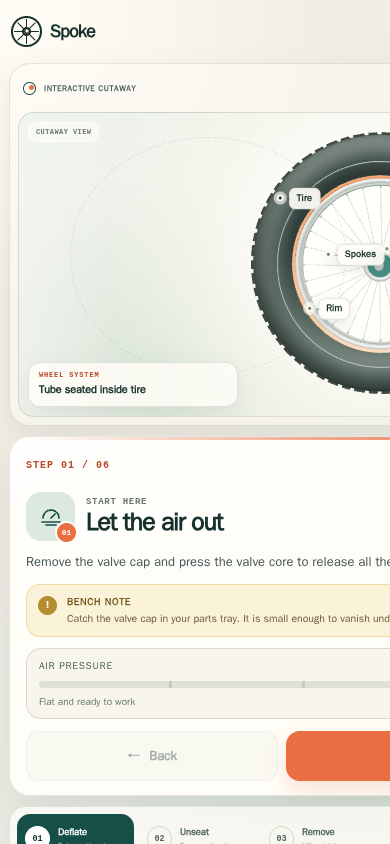 Spoke
INTERACTIVE CUTAWAY
CUTAWAY VIEW
Tire
Spokes
Rim
WHEEL SYSTEM
Tube seated inside tire
STEP 01 / 06
START HERE
01
Let the air out
Remove the valve cap and press the valve core to release all the
!
BENCH NOTE
Catch the valve cap in your parts tray. It is small enough to vanish und
AIR PRESSURE
Flat and ready to work
← Back
01 Deflate
02 Unseat
03 Remove